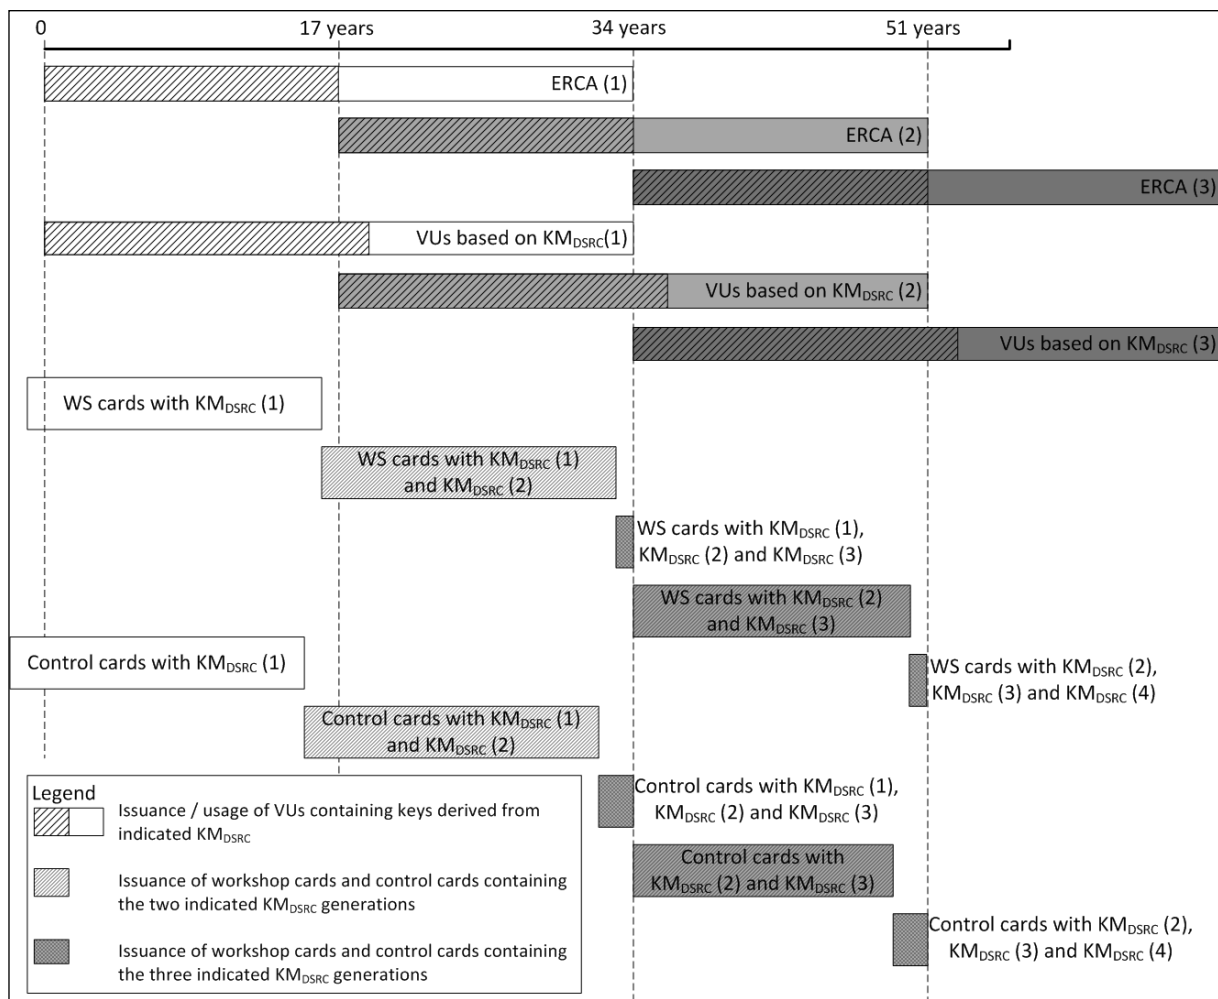 0 17 years 34 years 51 years
ERCA (1)
ERCA (2)
ERCA (3)
VUs based on KMDSRC(1)
VUs based on KMDSRC (2)
VUs based on KMDSRC (3)
WS cards with KMDSRC (1)
WS cards with KMDSRC (1)
and KMDSRC (2)
WS cards with KMDSRC (1),
KMDSRC (2) and KMDSRC (3)
WS cards with KMDSRC (2)
and KMDSRC (3)
Control cards with KMDSRC (1)
WS cards with KMDSRC (2),
KMDSRC (3) and KMDSRC (4)
Control cards with KMDSRC (1)
and KMDSRC (2)
Control cards with KMDSRC (1),
KMDSRC (2) and KMDSRC (3)
Control cards with
KMDSRC (2) and KMDSRC (3)
Control cards with KMDSRC (2),
KMDSRC (3) and KMDSRC (4)
Legend
Issuance / usage of VUs containing keys derived from
indicated KMDSRC
Issuance of workshop cards and control cards containing
the two indicated KMDSRC generations
Issuance of workshop cards and control cards containing
the three indicated KMDSRC generations